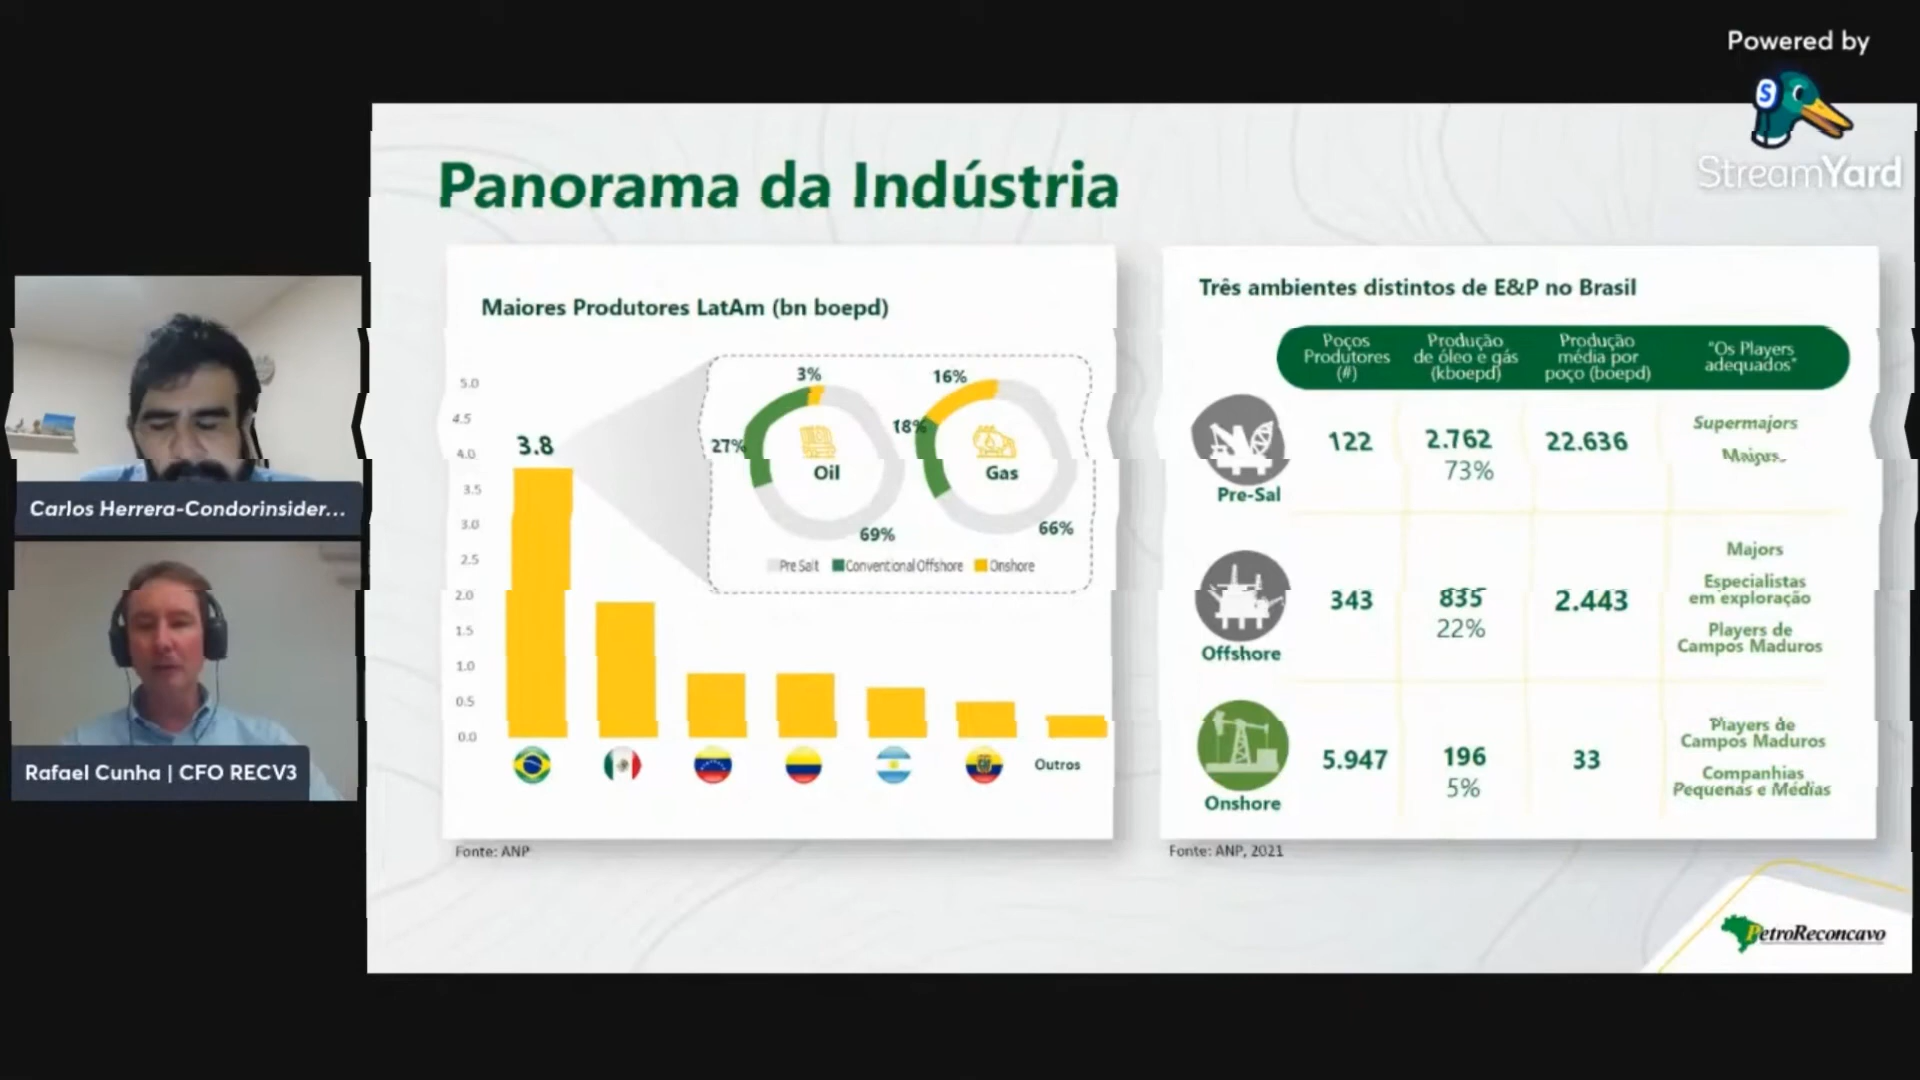 Powered by
StreamYard
Panorama da Indústria
Carlos Herrera-Condorinsider...
Rafael Cunha | CFO RECV3
Maiores Produtores LatAm (bn boepd)
5.0
4.5
4.0
3.5
3.0
2.5
2.0
1.5
1.0
0.5
0.0
3.8
3%
27%
Oil
69%
16%
18%
Gas
66%
Pre Salt Conventional Offshore Onshore
Outros
Fonte: ANP
Três ambientes distintos de E&P no Brasil
Poços
Produtores
(#)
Produção
de óleo e gás
(kboepd)
Produção
média por
poço (boepd)
"Os Players
adequados"
Pre-Sal
122
2.762
73%
22.636
Supermajors
Majors
Offshore
343
835
22%
2.443
Majors
Especialistas
em exploração
Players de
Campos Maduros
Onshore
5.947
196
5%
33
Players de
Campos Maduros
Companhias
Pequenas e Médias
Fonte: ANP, 2021
PetroReconcavo